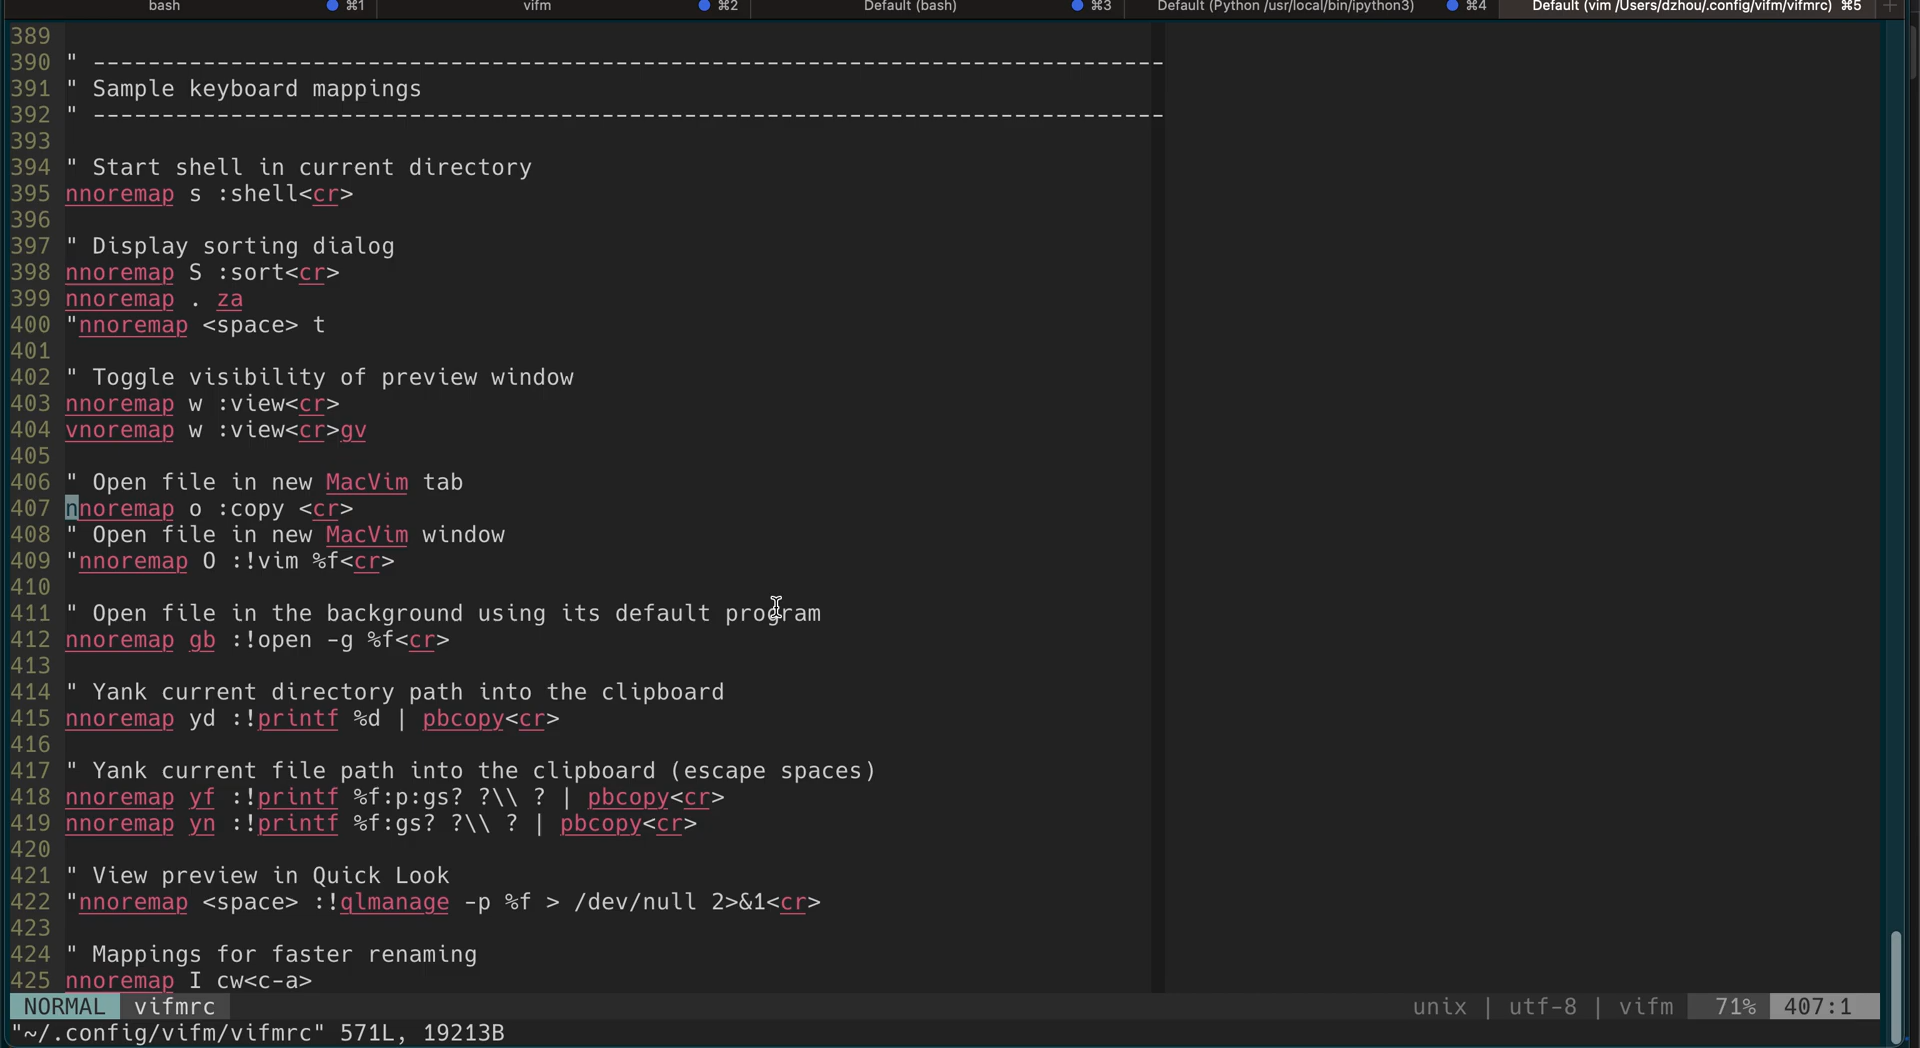 bash ⌘1 vifm ⌘2 Default (bash) ⌘3 Default (Python /usr/local/bin/ipython3) ⌘4 Default (vim /Users/dzhou/.config/vifm/vifmrc) ⌘5
389
390 " ------------------------------------------------------------------------------
391 " Sample keyboard mappings
392 " ------------------------------------------------------------------------------
393
394 " Start shell in current directory
395 nnoremap s :shell<cr>
396
397 " Display sorting dialog
398 nnoremap S :sort<cr>
399 nnoremap . za
400 "nnoremap <space> t
401
402 " Toggle visibility of preview window
403 nnoremap w :view<cr>
404 vnoremap w :view<cr>gv
405
406 " Open file in new MacVim tab
407 nnoremap o :copy <cr>
408 " Open file in new MacVim window
409 "nnoremap O :!vim %f<cr>
410
411 " Open file in the background using its default program
412 nnoremap gb :!open -g %f<cr>
413
414 " Yank current directory path into the clipboard
415 nnoremap yd :!printf %d | pbcopy<cr>
416
417 " Yank current file path into the clipboard (escape spaces)
418 nnoremap yf :!printf %f:p:gs? ?\\ ? | pbcopy<cr>
419 nnoremap yn :!printf %f:gs? ?\\ ? | pbcopy<cr>
420
421 " View preview in Quick Look
422 "nnoremap <space> :!qlmanage -p %f > /dev/null 2>&1<cr>
423
424 " Mappings for faster renaming
425 nnoremap I cw<c-a>
NORMAL vifmrc unix | utf-8 | vifm 71% 407:1
"~/.config/vifm/vifmrc" 571L, 19213B